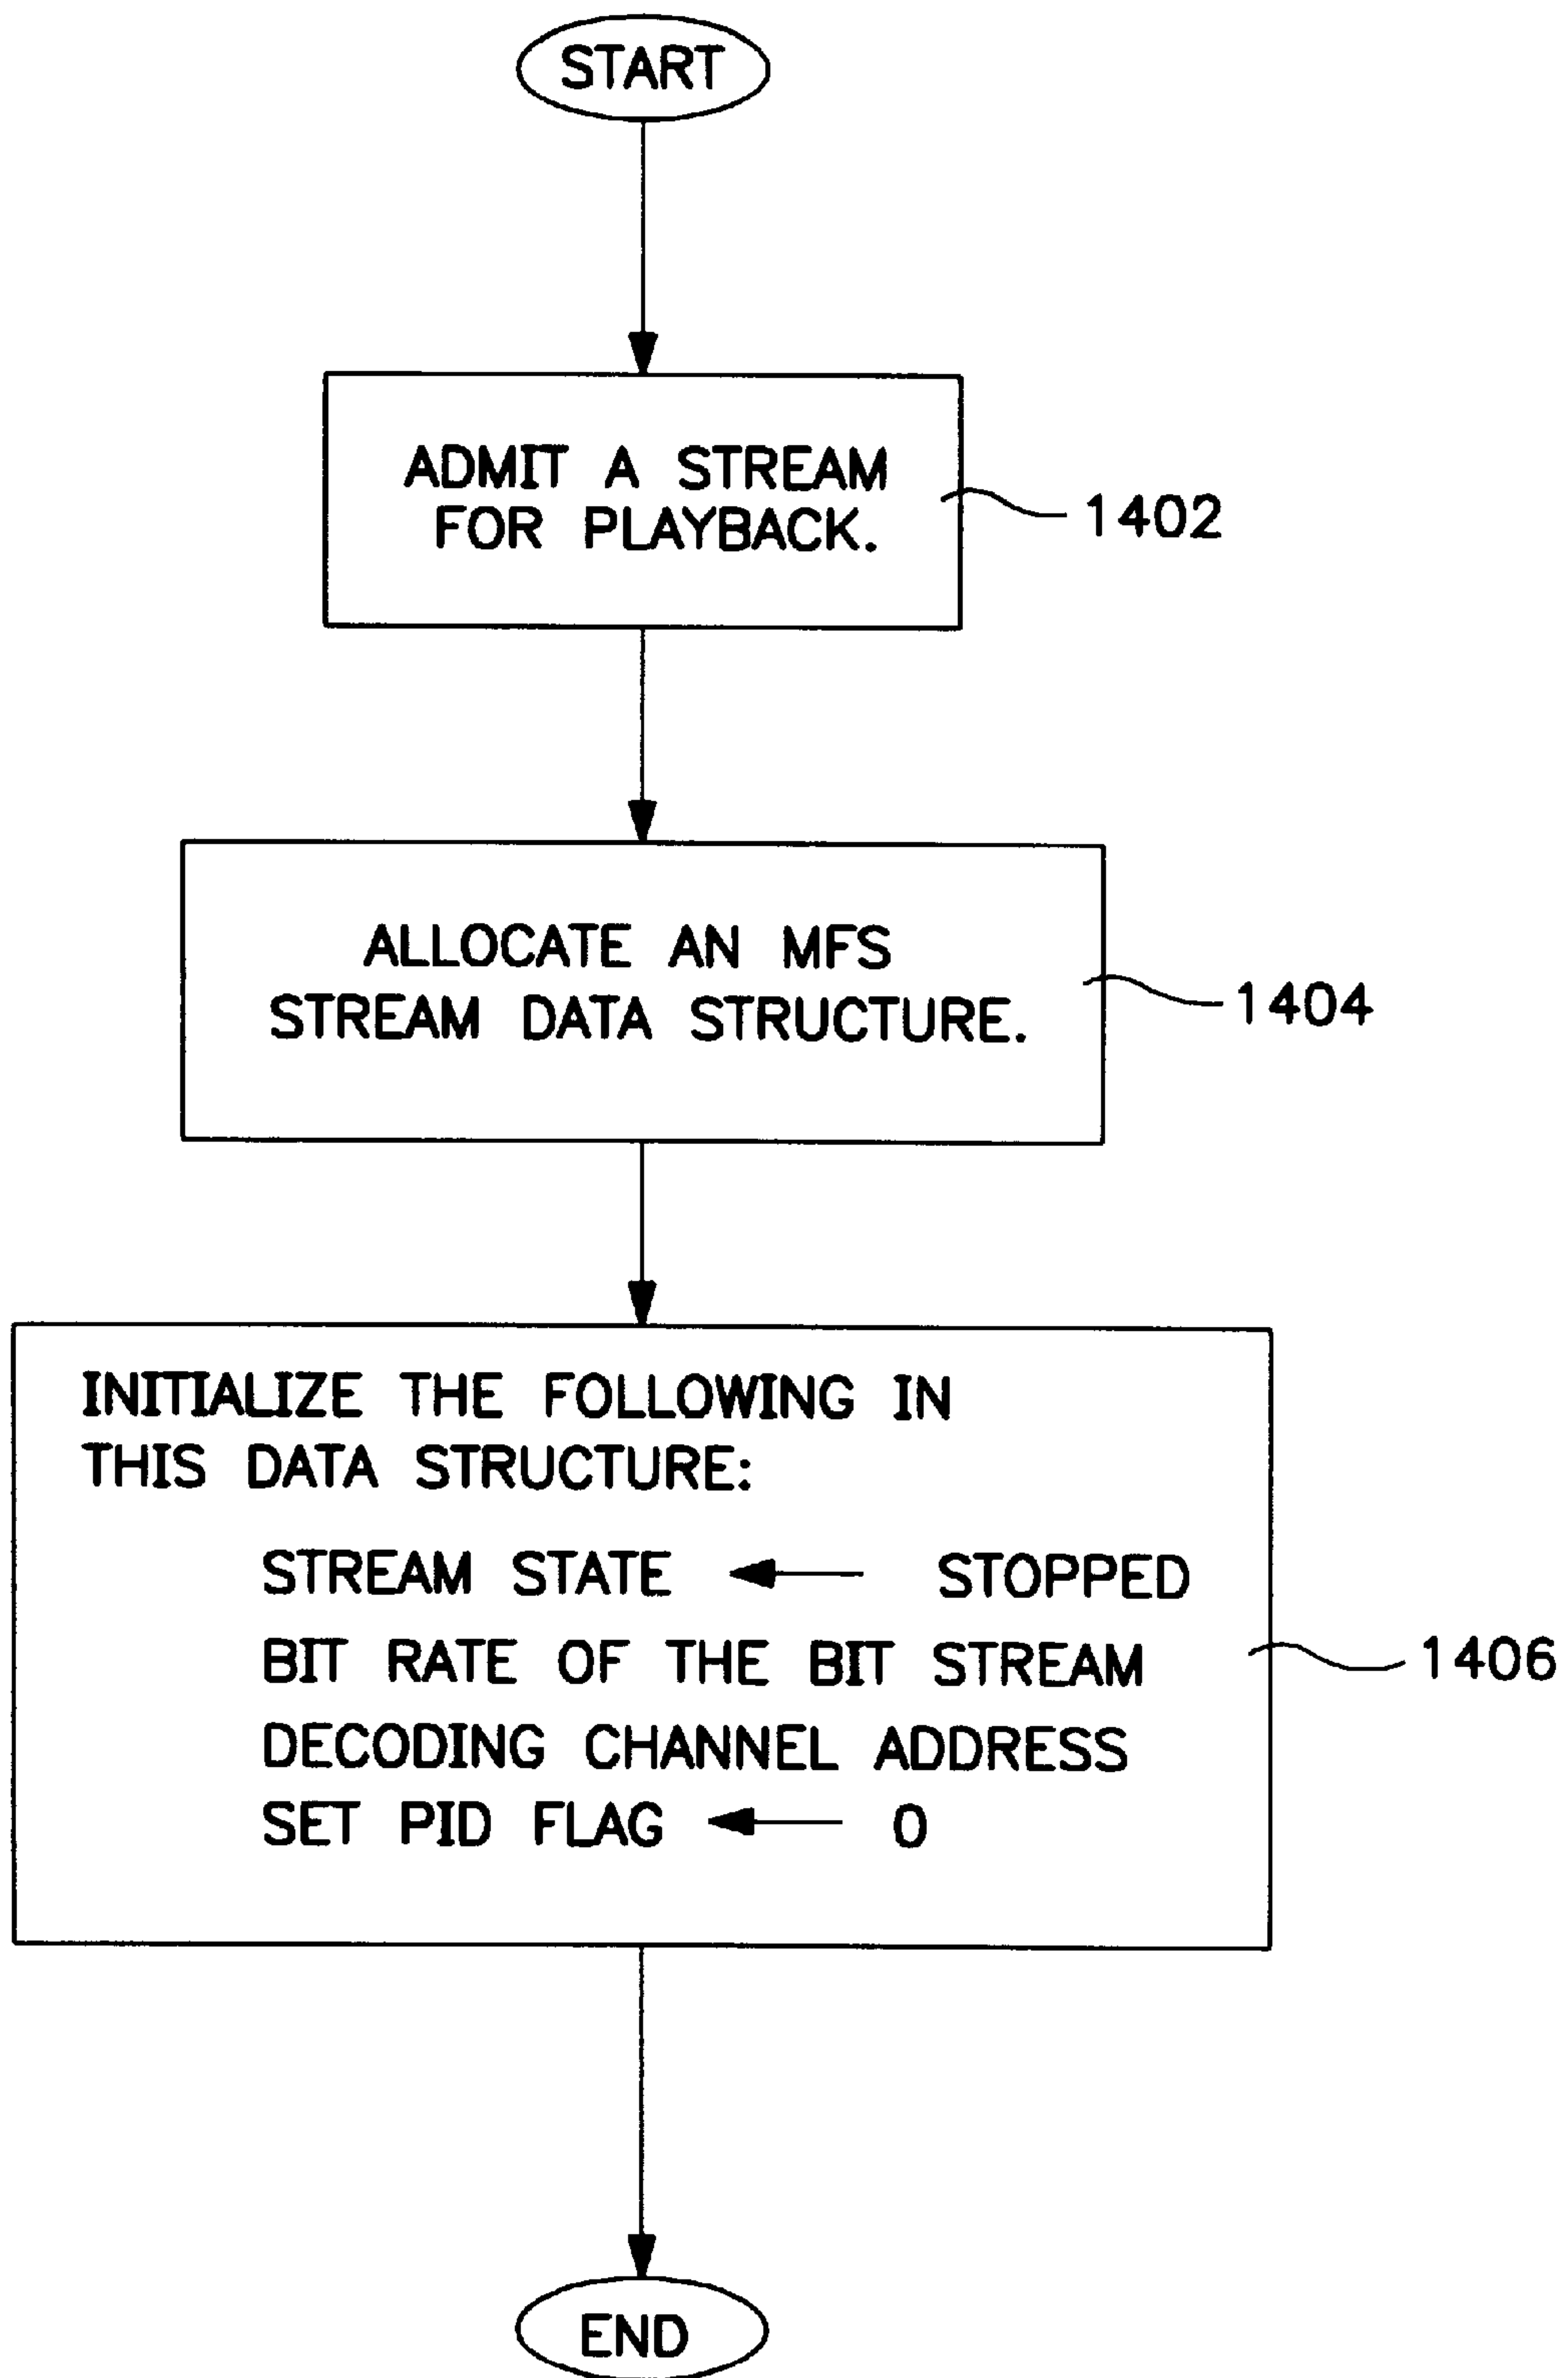 START
ADMIT A STREAM
FOR PLAYBACK.
1402
ALLOCATE AN MFS
STREAM DATA STRUCTURE.
1404
INITIALIZE THE FOLLOWING IN
THIS DATA STRUCTURE:
STREAM STATE ← STOPPED
BIT RATE OF THE BIT STREAM
DECODING CHANNEL ADDRESS
SET PID FLAG ← 0
1406
END